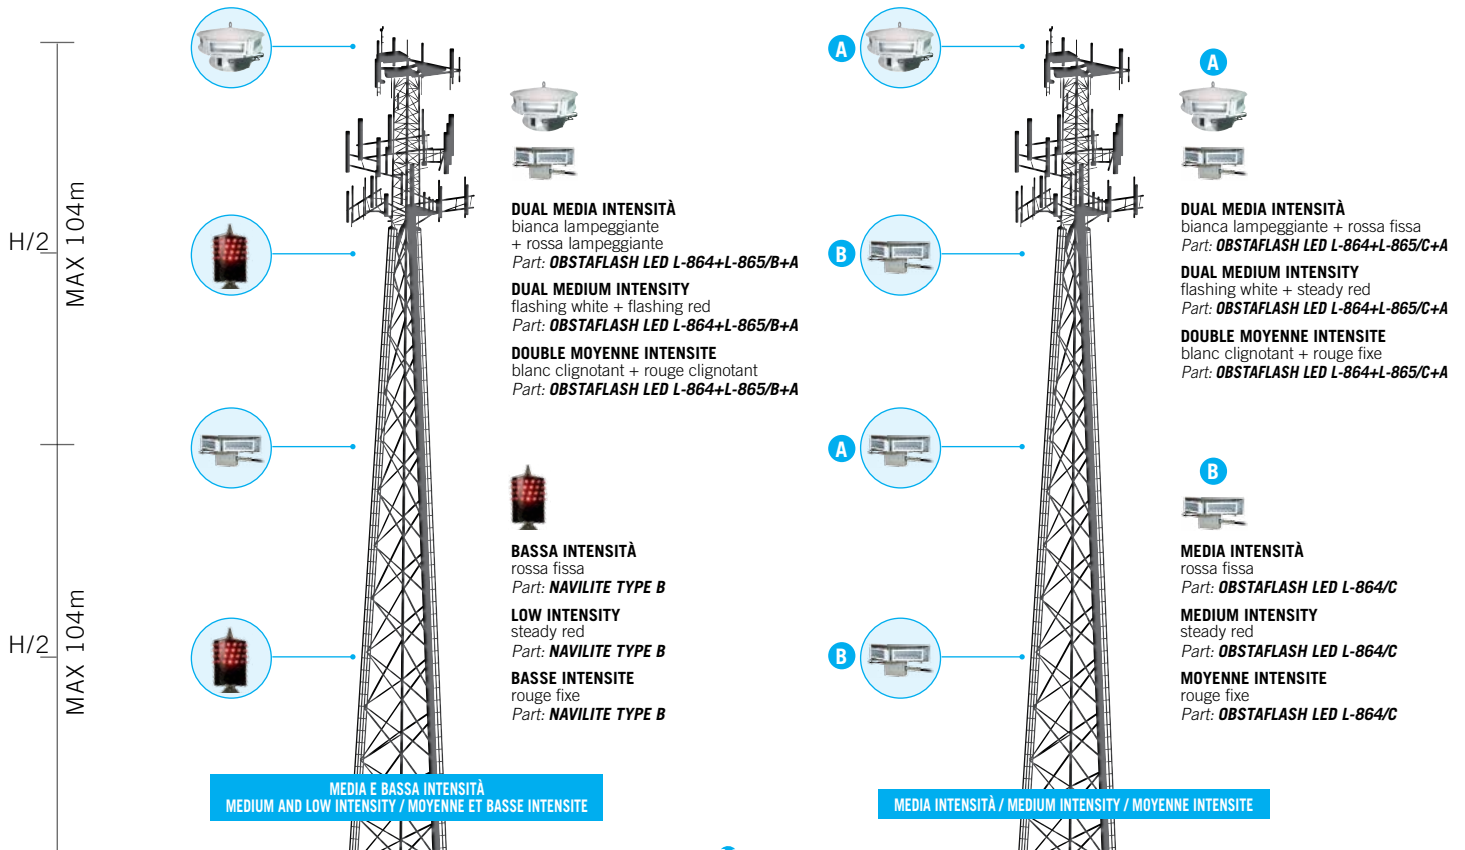 H/2
MAX 104m
H/2
MAX 104m
DUAL MEDIA INTENSITÀ
bianca lampeggiante
+ rossa lampeggiante
Part: OBSTAFLASH LED L-864+L-865/B+A
DUAL MEDIUM INTENSITY
flashing white + flashing red
Part: OBSTAFLASH LED L-864+L-865/B+A
DOUBLE MOYENNE INTENSITE
blanc clignotant + rouge clignotant
Part: OBSTAFLASH LED L-864+L-865/B+A
BASSA INTENSITÀ
rossa fissa
Part: NAVILITE TYPE B
LOW INTENSITY
steady red
Part: NAVILITE TYPE B
BASSE INTENSITE
rouge fixe
Part: NAVILITE TYPE B
MEDIA E BASSA INTENSITÀ
MEDIUM AND LOW INTENSITY / MOYENNE ET BASSE INTENSITE
A
B
A
B
A
DUAL MEDIA INTENSITÀ
bianca lampeggiante + rossa fissa
Part: OBSTAFLASH LED L-864+L-865/C+A
DUAL MEDIUM INTENSITY
flashing white + steady red
Part: OBSTAFLASH LED L-864+L-865/C+A
DOUBLE MOYENNE INTENSITE
blanc clignotant + rouge fixe
Part: OBSTAFLASH LED L-864+L-865/C+A
B
MEDIA INTENSITÀ
rossa fissa
Part: OBSTAFLASH LED L-864/C
MEDIUM INTENSITY
steady red
Part: OBSTAFLASH LED L-864/C
MOYENNE INTENSITE
rouge fixe
Part: OBSTAFLASH LED L-864/C
MEDIA INTENSITÀ / MEDIUM INTENSITY / MOYENNE INTENSITE